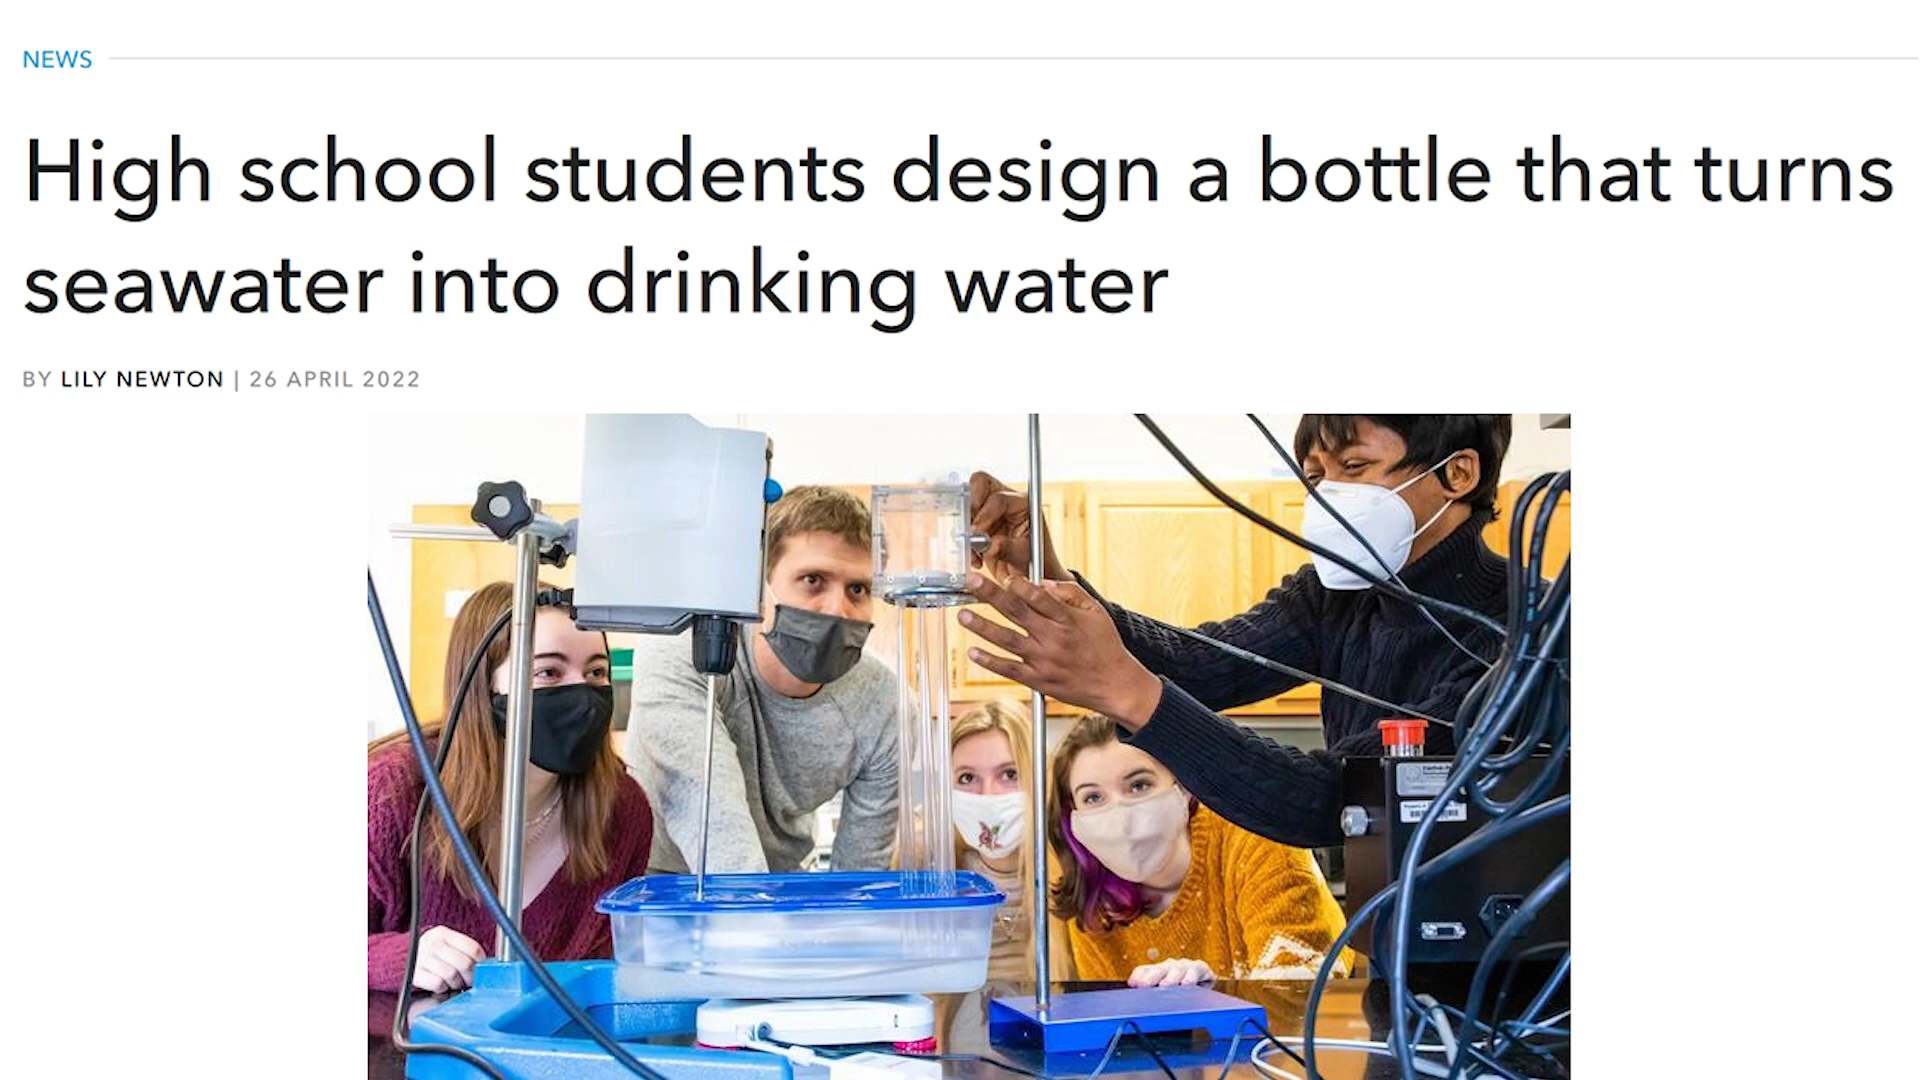 NEWS
High school students design a bottle that turns
seawater into drinking water
BY LILY NEWTON | 26 APRIL 2022